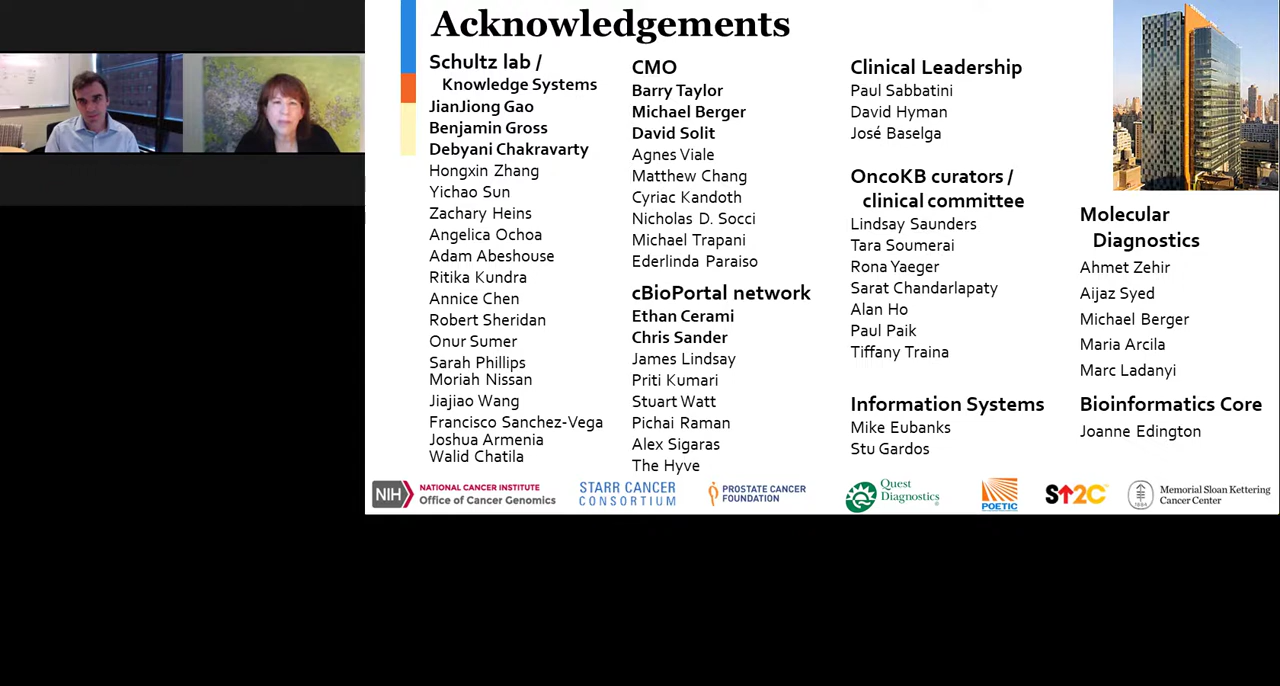 Acknowledgements
Schultz lab /
Knowledge Systems
JianJiong Gao
Benjamin Gross
Debyani Chakravarty
Hongxin Zhang
Yichao Sun
Zachary Heins
Angelica Ochoa
Adam Abeshouse
Ritika Kundra
Annice Chen
Robert Sheridan
Onur Sumer
Sarah Phillips
Moriah Nissan
Jiajiao Wang
Francisco Sanchez-Vega
Joshua Armenia
Walid Chatila
CMO
Barry Taylor
Michael Berger
David Solit
Agnes Viale
Matthew Chang
Cyriac Kandoth
Nicholas D. Socci
Michael Trapani
Ederlinda Paraiso
cBioPortal network
Ethan Cerami
Chris Sander
James Lindsay
Priti Kumari
Stuart Watt
Pichai Raman
Alex Sigaras
The Hyve
Clinical Leadership
Paul Sabbatini
David Hyman
José Baselga
OncoKB curators /
clinical committee
Lindsay Saunders
Tara Soumerai
Rona Yaeger
Sarat Chandarlapaty
Alan Ho
Paul Paik
Tiffany Traina
Information Systems
Mike Eubanks
Stu Gardos
Molecular
Diagnostics
Ahmet Zehir
Aijaz Syed
Michael Berger
Maria Arcila
Marc Ladanyi
Bioinformatics Core
Joanne Edington
NIH
NATIONAL CANCER INSTITUTE
Office of Cancer Genomics
STARR CANCER
CONSORTIUM
PROSTATE CANCER
FOUNDATION
Quest
Diagnostics
POETIC
S↑2C
Memorial Sloan Kettering
Cancer Center